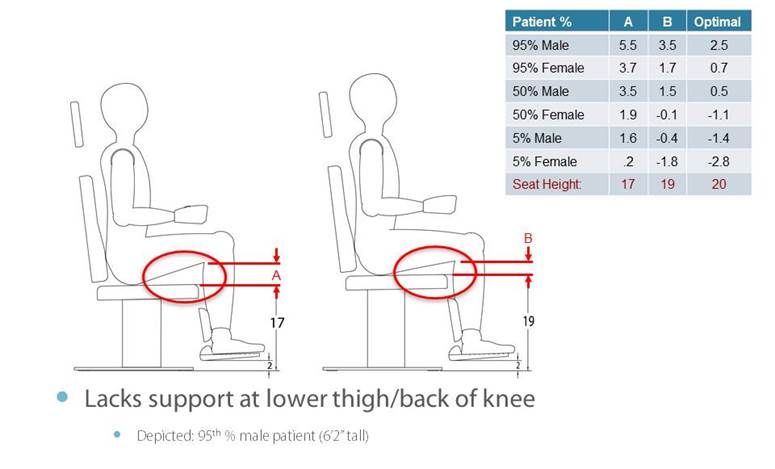 Patient % A B Optimal
95% Male 5.5 3.5 2.5
95% Female 3.7 1.7 0.7
50% Male 3.5 1.5 0.5
50% Female 1.9 -0.1 -1.1
5% Male 1.6 -0.4 -1.4
5% Female .2 -1.8 -2.8
Seat Height: 17 19 20
B
A
17
19
2
2
• Lacks support at lower thigh/back of knee
• Depicted: 95th % male patient (6'2" tall)